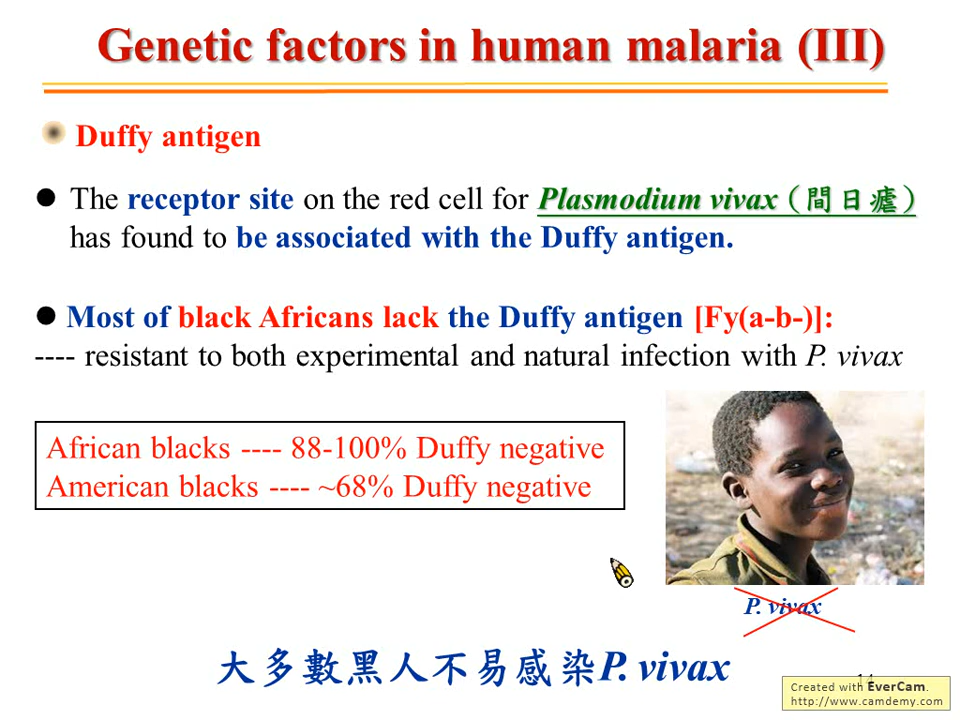 Genetic factors in human malaria (III)
Duffy antigen
The receptor site on the red cell for Plasmodium vivax (間日瘧)
has found to be associated with the Duffy antigen.
Most of black Africans lack the Duffy antigen [Fy(a-b-)]:
---- resistant to both experimental and natural infection with P. vivax
African blacks ---- 88-100% Duffy negative
American blacks ---- ~68% Duffy negative
P. vivax
大多數黑人不易感染P. vivax
14
Created with EverCam.
http://www.camdemy.com